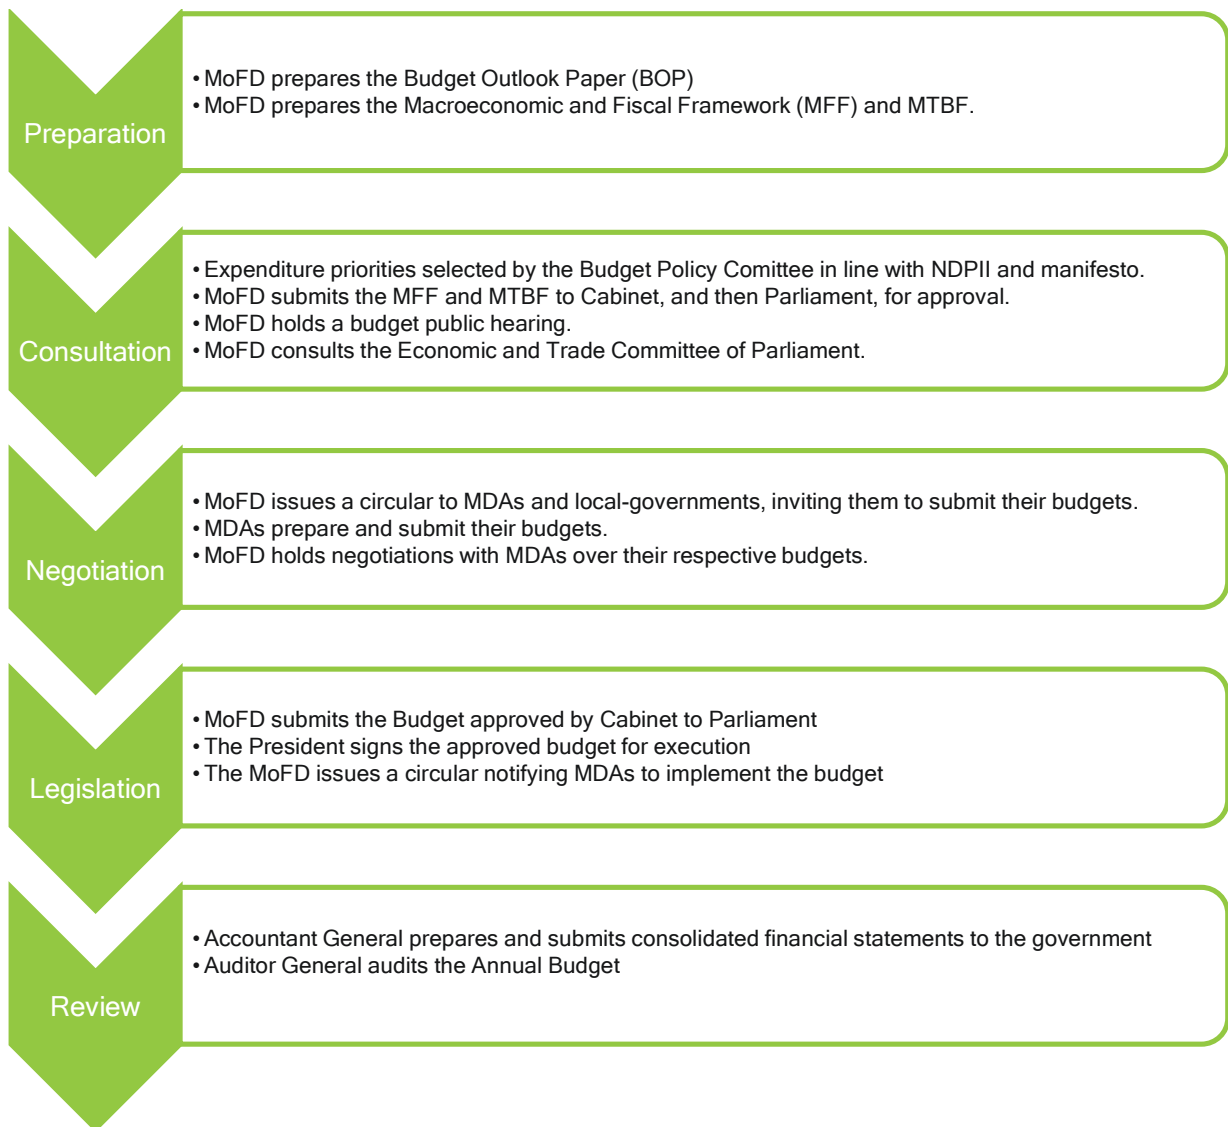 Preparation
• MoFD prepares the Budget Outlook Paper (BOP)
• MoFD prepares the Macroeconomic and Fiscal Framework (MFF) and MTBF.
Consultation
• Expenditure priorities selected by the Budget Policy Comittee in line with NDPII and manifesto.
• MoFD submits the MFF and MTBF to Cabinet, and then Parliament, for approval.
• MoFD holds a budget public hearing.
• MoFD consults the Economic and Trade Committee of Parliament.
Negotiation
• MoFD issues a circular to MDAs and local-governments, inviting them to submit their budgets.
• MDAs prepare and submit their budgets.
• MoFD holds negotiations with MDAs over their respective budgets.
Legislation
• MoFD submits the Budget approved by Cabinet to Parliament
• The President signs the approved budget for execution
• The MoFD issues a circular notifying MDAs to implement the budget
Review
• Accountant General prepares and submits consolidated financial statements to the government
• Auditor General audits the Annual Budget